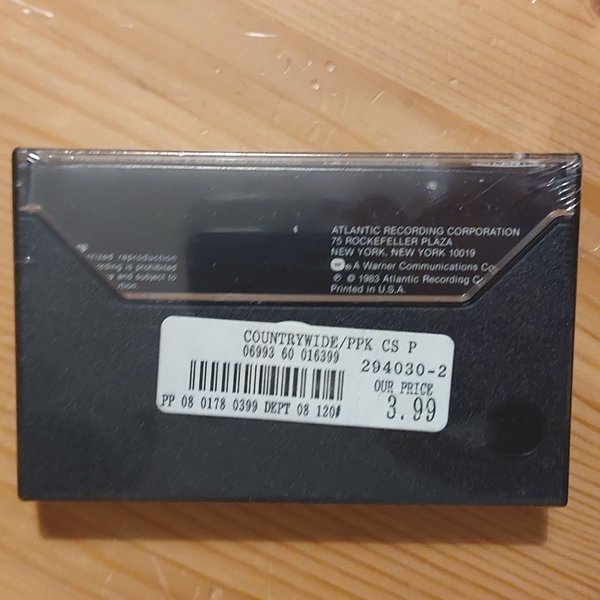 ATLANTIC RECORDING CORPORATION
75 ROCKEFELLER PLAZA
NEW YORK, NEW YORK 10019
A Warner Communications Co
℗ © 1983 Atlantic Recording
Printed in U.S.A.
reproduction
is prohibited
and subject to
COUNTRYWIDE/PPK CS P
06993 60 016399
294030-2
OUR PRICE
3.99
PP 08 0178 0399 DEPT 08 120#